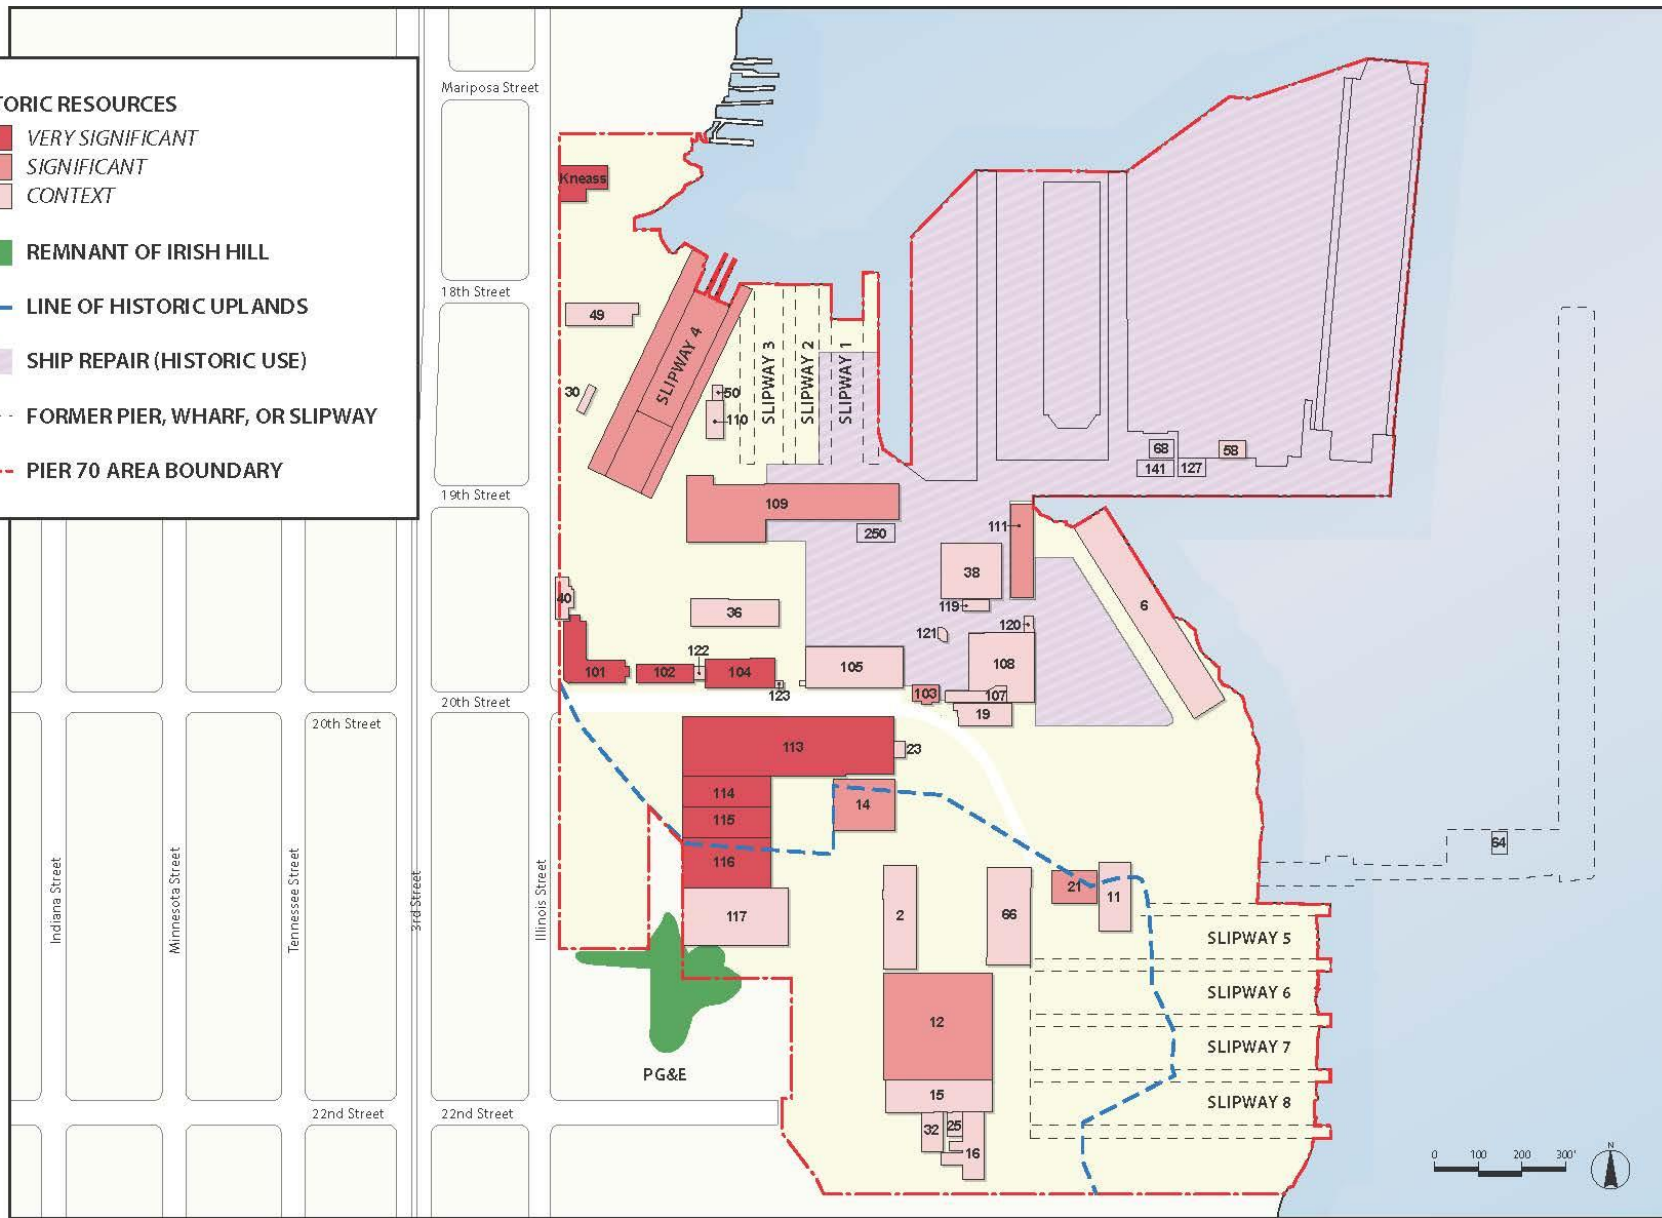 TORIC RESOURCES
VERY SIGNIFICANT
SIGNIFICANT
CONTEXT
REMNANT OF IRISH HILL
LINE OF HISTORIC UPLANDS
SHIP REPAIR (HISTORIC USE)
FORMER PIER, WHARF, OR SLIPWAY
PIER 70 AREA BOUNDARY
Mariposa Street
Kneass
18th Street
49
SLIPWAY 4
SLIPWAY 3
SLIPWAY 2
SLIPWAY 1
30
50
110
68
58
141
127
19th Street
109
250
111
38
119
40
36
6
121
120
122
101
102
104
123
105
108
103
107
19
20th Street
20th Street
113
23
114
14
115
116
64
Indiana Street
Minnesota Street
Tennessee Street
3rd Street
Illinois Street
117
2
66
21
11
SLIPWAY 5
SLIPWAY 6
12
SLIPWAY 7
PG&E
15
SLIPWAY 8
22nd Street
22nd Street
32
25
16
0 100 200 300'
N